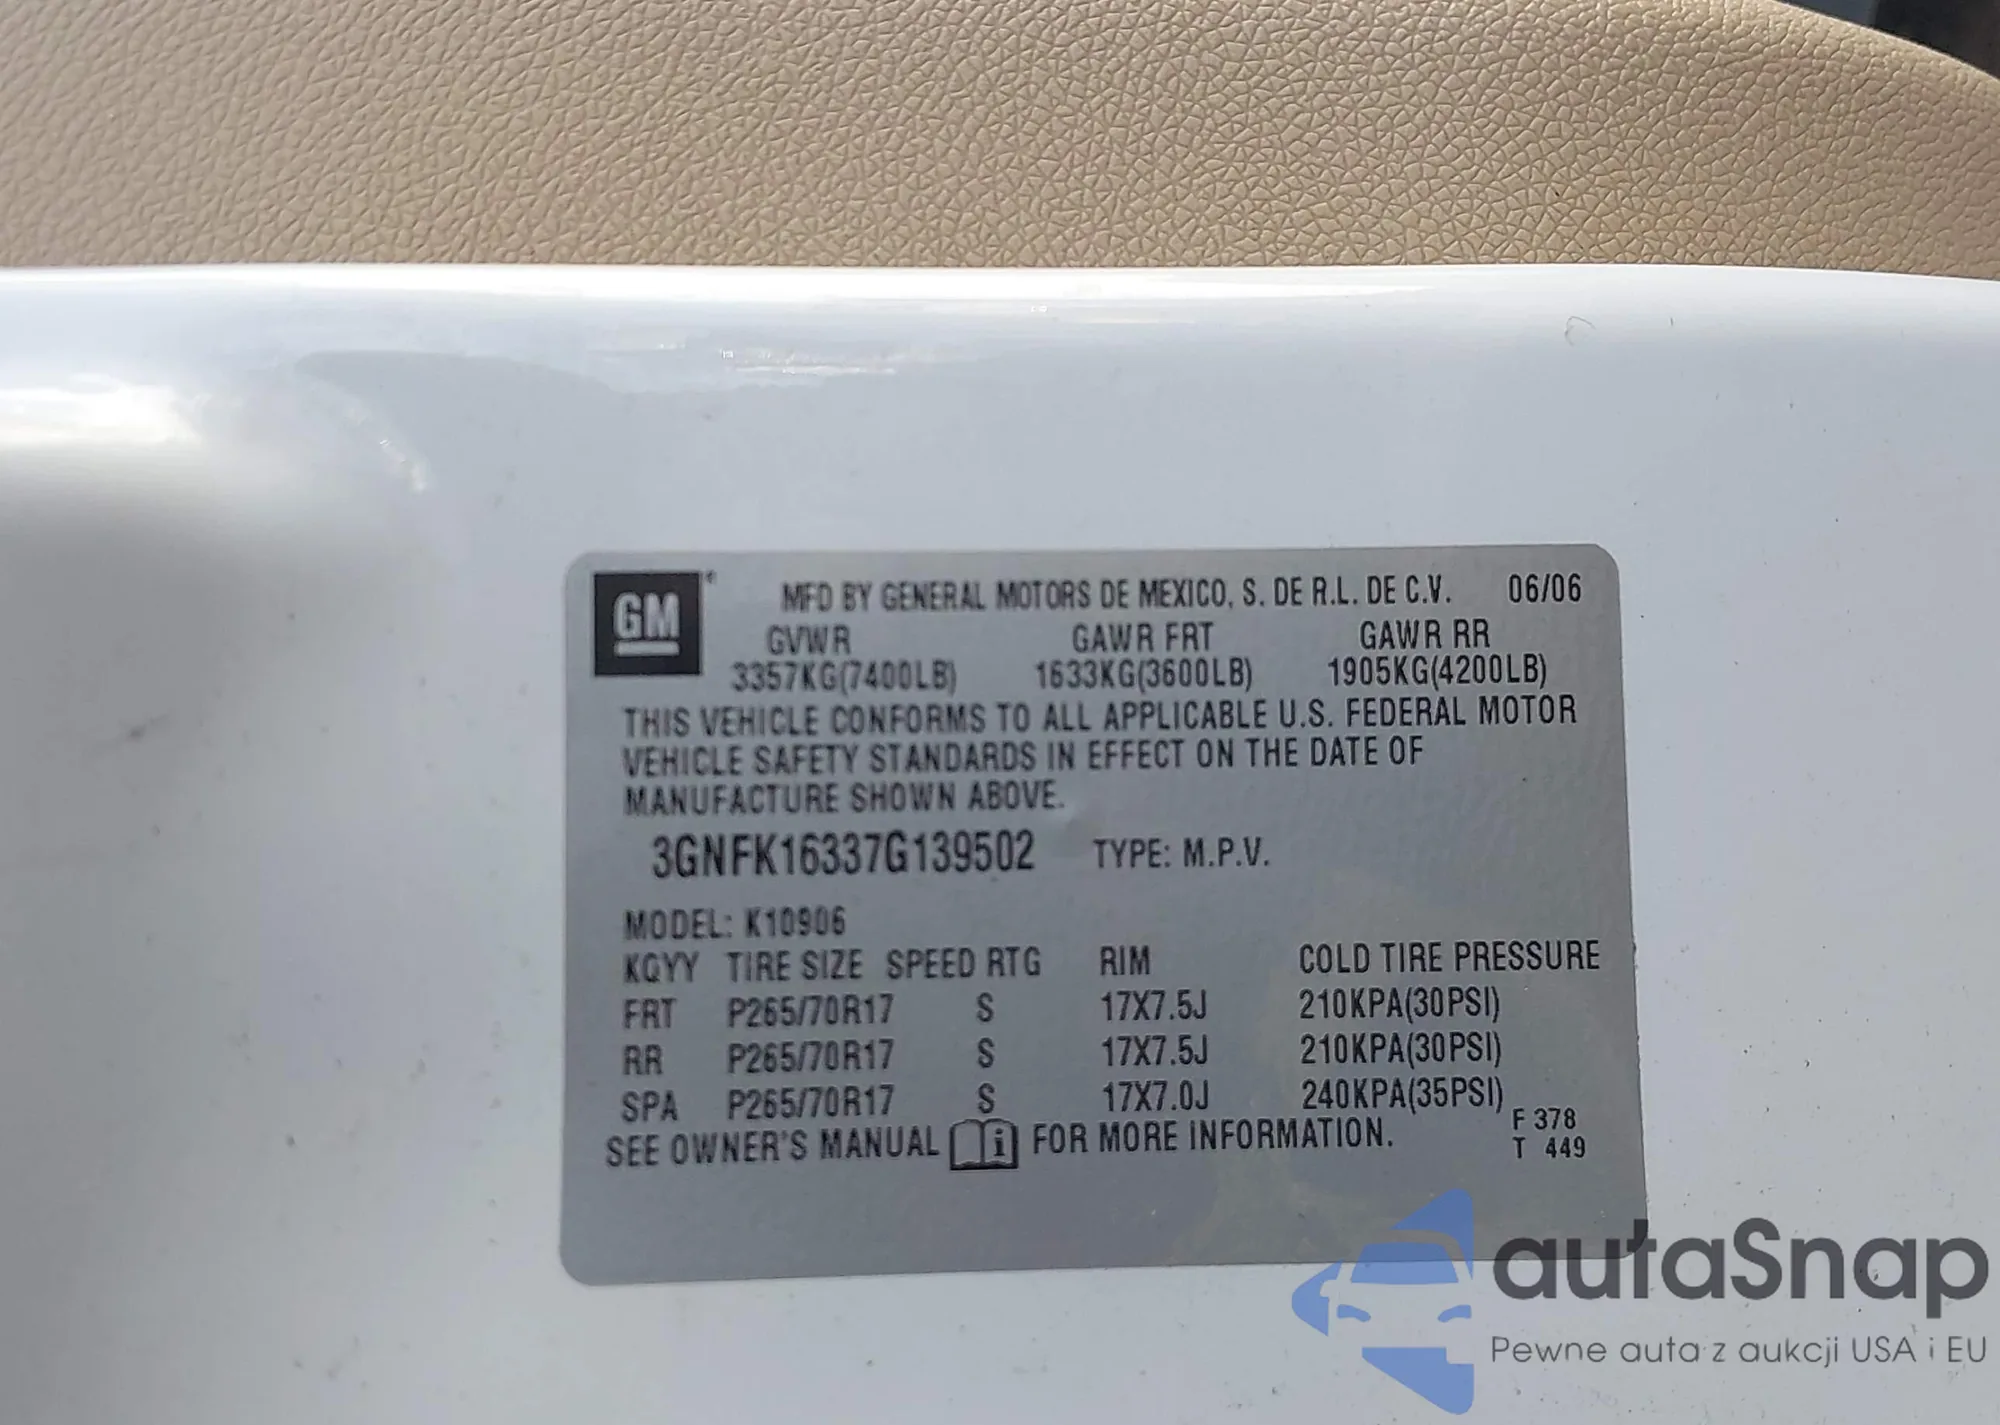 GM
MFD BY GENERAL MOTORS DE MEXICO, S. DE R.L. DE C.V. 06/06
GVWR GAWR FRT GAWR RR
3357KG(7400LB) 1633KG(3600LB) 1905KG(4200LB)
THIS VEHICLE CONFORMS TO ALL APPLICABLE U.S. FEDERAL MOTOR
VEHICLE SAFETY STANDARDS IN EFFECT ON THE DATE OF
MANUFACTURE SHOWN ABOVE.
3GNFK16337G139502 TYPE: M.P.V.
MODEL: K10906
KQYY TIRE SIZE SPEED RTG RIM COLD TIRE PRESSURE
FRT P265/70R17 S 17X7.5J 210KPA(30PSI)
RR P265/70R17 S 17X7.5J 210KPA(30PSI)
SPA P265/70R17 S 17X7.0J 240KPA(35PSI)
SEE OWNER'S MANUAL i FOR MORE INFORMATION.
F 378
T 449
autaSnap
Pewne auta z aukcji USA i EU